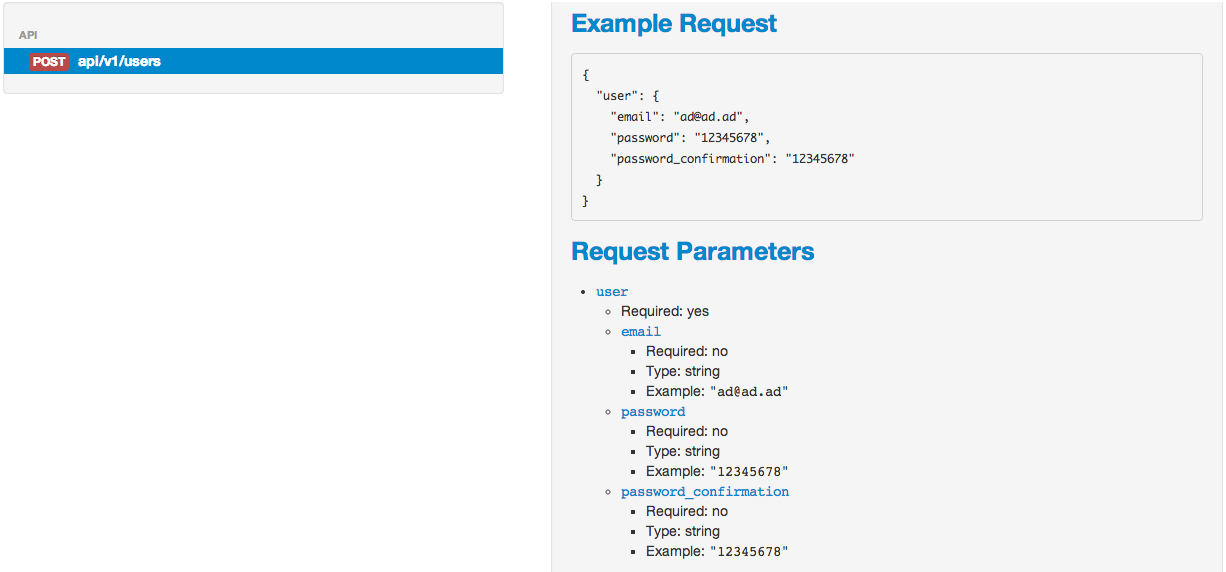 API
POST api/v1/users
Example Request
{
"user": {
"email": "ad@ad.ad",
"password": "12345678",
"password_confirmation": "12345678"
}
}
Request Parameters
user
Required: yes
email
Required: no
Type: string
Example: "ad@ad.ad"
password
Required: no
Type: string
Example: "12345678"
password_confirmation
Required: no
Type: string
Example: "12345678"